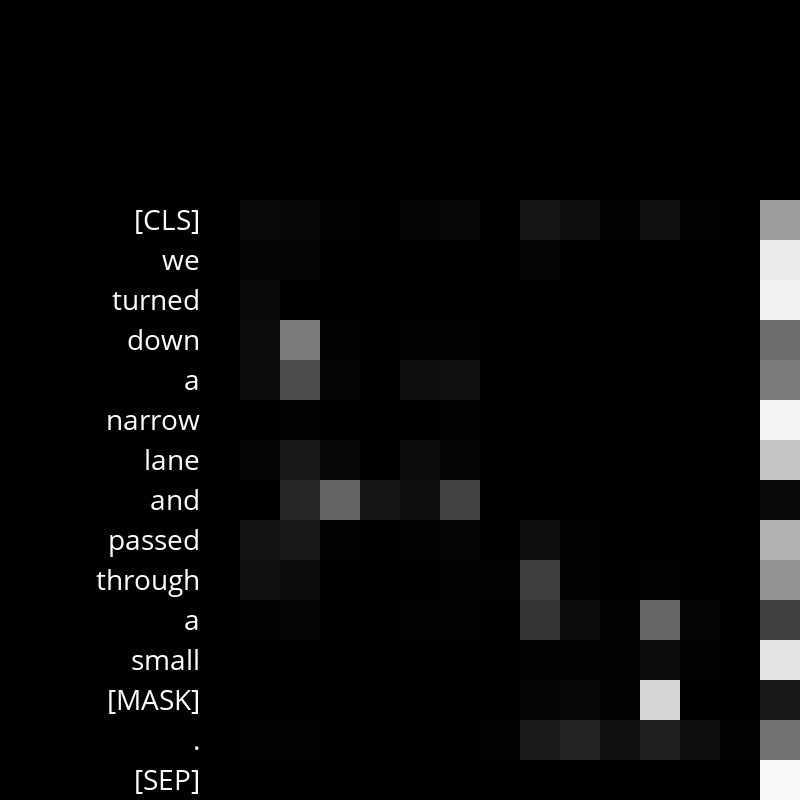 [CLS]
we
turned
down
a
narrow
lane
and
passed
through
a
small
[MASK]
.
[SEP]